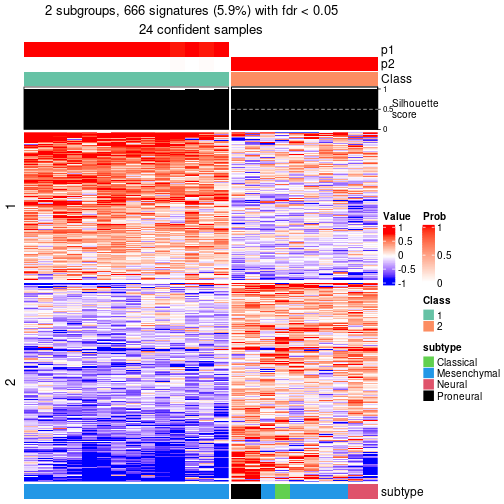 2 subgroups, 666 signatures (5.9%) with fdr < 0.05
24 confident samples
p1
p2
Class
1
0.5
0
Silhouette
score
1
2
Value
1
0.5
0
-0.5
-1
Prob
1
0.5
0
Class
1
2
subtype
Classical
Mesenchymal
Neural
Proneural
subtype